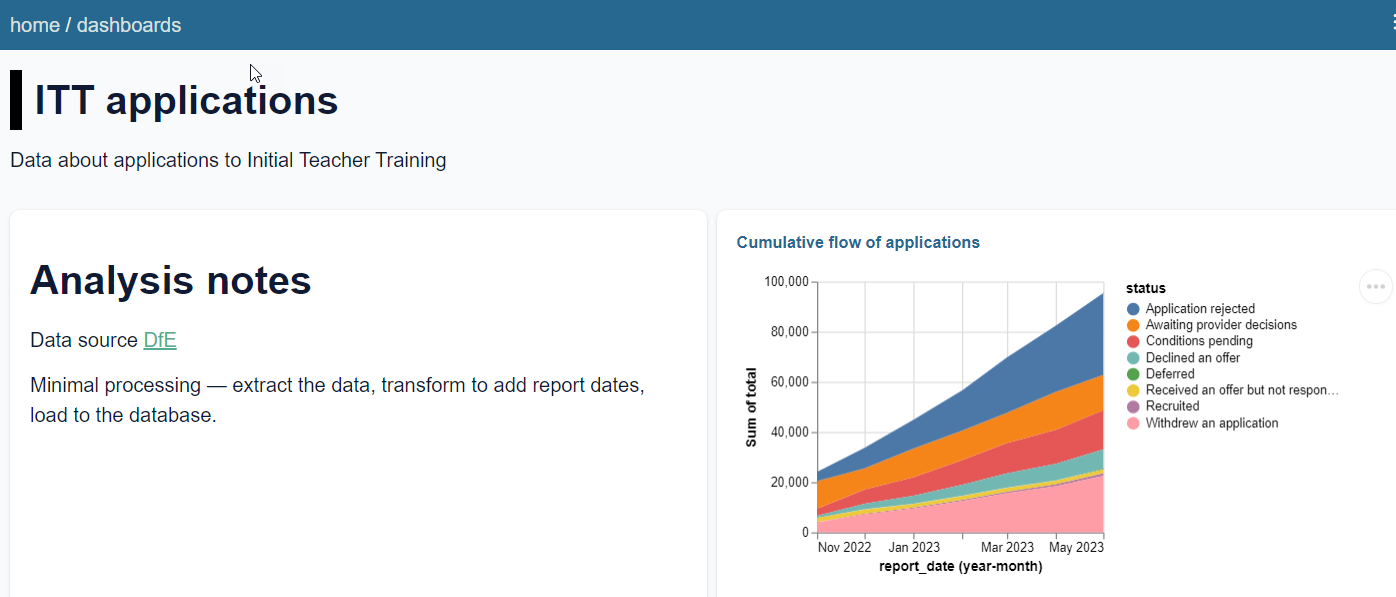 home / dashboards
ITT applications
Data about applications to Initial Teacher Training
Analysis notes
Data source DfE
Minimal processing — extract the data, transform to add report dates,
load to the database.
Cumulative flow of applications
100,000
80,000
60,000
40,000
20,000
0
Sum of total
Nov 2022 Jan 2023 Mar 2023 May 2023
report_date (year-month)
status
Application rejected
Awaiting provider decisions
Conditions pending
Declined an offer
Deferred
Received an offer but not respon…
Recruited
Withdrew an application